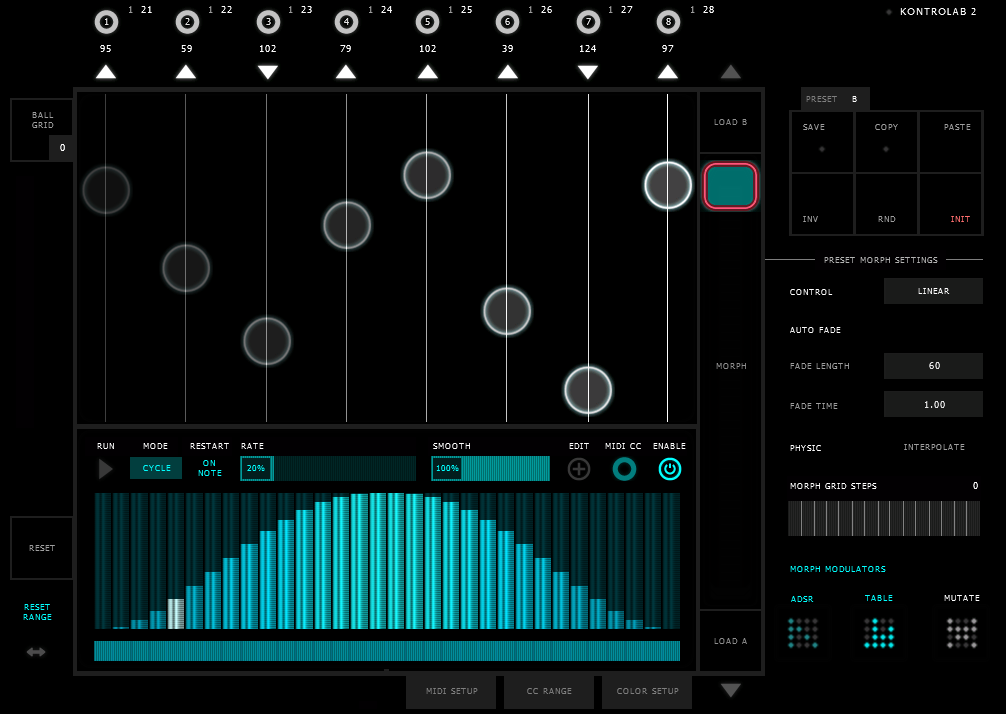 1 21 1 22 1 23 1 24 1 25 1 26 1 27 1 28
1 2 3 4 5 6 7 8
KONTROLAB 2
95 59 102 79 102 39 124 97
BALL
GRID
0
LOAD B
PRESET B
SAVE COPY PASTE
INV RND INIT
PRESET MORPH SETTINGS
CONTROL LINEAR
AUTO FADE
MORPH
FADE LENGTH 60
FADE TIME 1.00
RUN MODE RESTART RATE SMOOTH EDIT MIDI CC ENABLE
CYCLE ON
NOTE
20% 100%
PHYSIC INTERPOLATE
MORPH GRID STEPS 0
RESET
MORPH MODULATORS
ADSR TABLE MUTATE
RESET
RANGE
LOAD A
MIDI SETUP CC RANGE COLOR SETUP